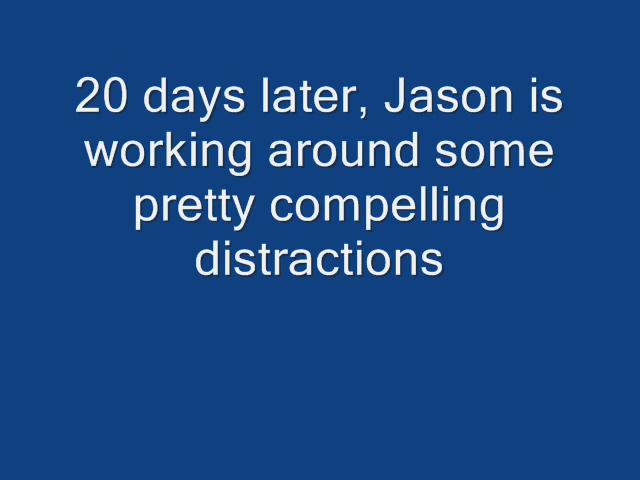 20 days later, Jason is
working around some
pretty compelling
distractions